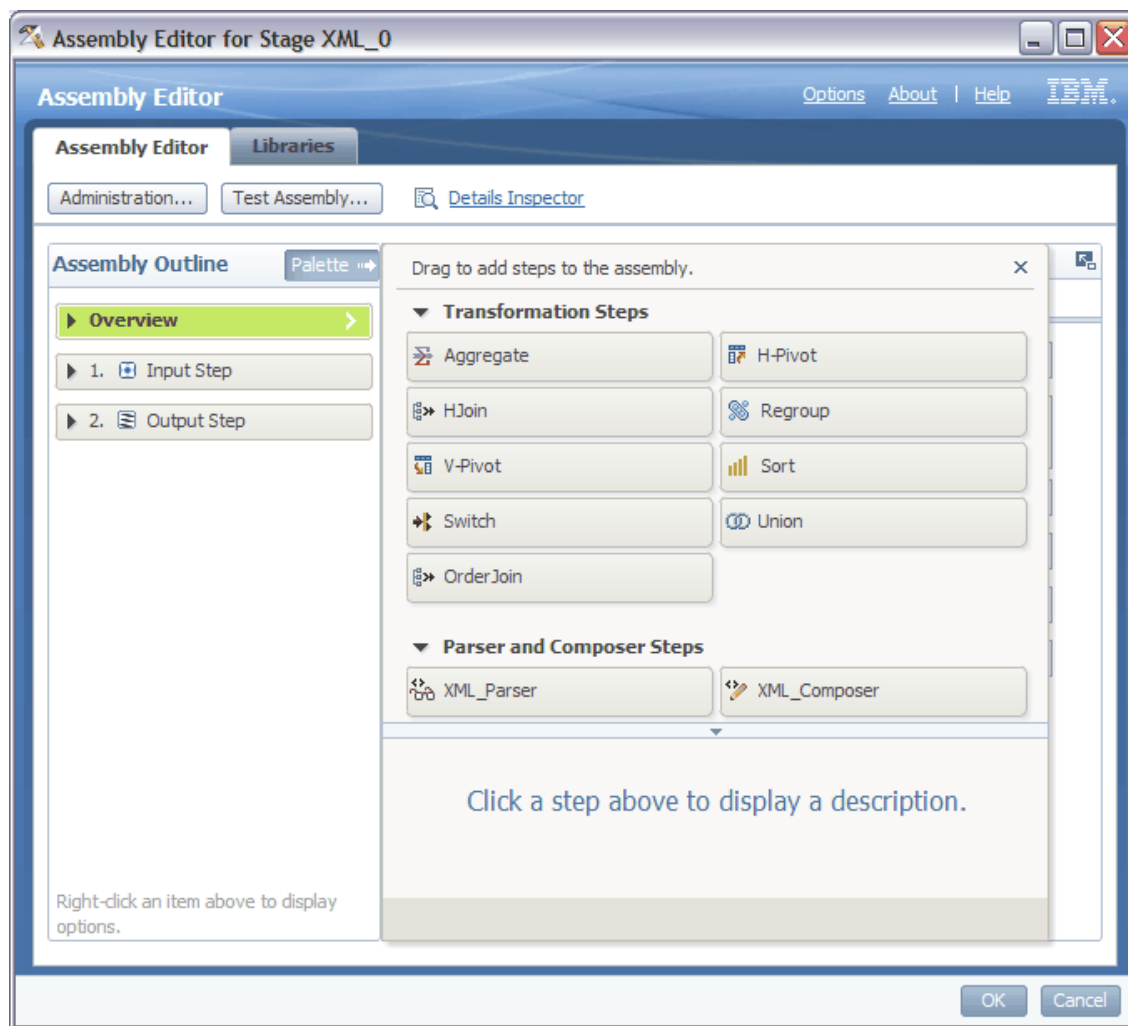 Assembly Editor for Stage XML_0
Assembly Editor
Options About | Help IBM.
Assembly Editor Libraries
Administration... Test Assembly... Details Inspector
Assembly Outline Palette
Drag to add steps to the assembly.
Overview
1. Input Step
2. Output Step
Transformation Steps
Aggregate H-Pivot
HJoin Regroup
V-Pivot Sort
Switch Union
OrderJoin
Parser and Composer Steps
XML_Parser XML_Composer
Click a step above to display a description.
Right-click an item above to display
options.
OK Cancel